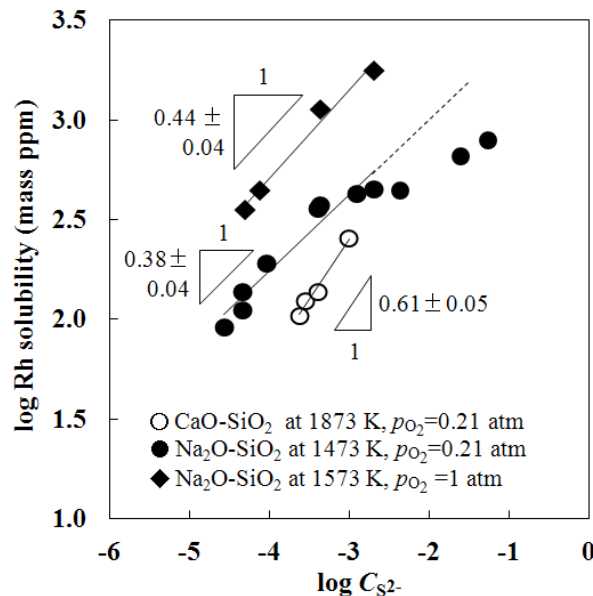 3.5
3.0
2.5
2.0
1.5
1.0
log Rh solubility (mass ppm)
1
0.44 ±
0.04
1
0.38 ±
0.04
0.61 ± 0.05
1
CaO-SiO₂ at 1873 K, pO₂=0.21 atm
Na₂O-SiO₂ at 1473 K, pO₂=0.21 atm
Na₂O-SiO₂ at 1573 K, pO₂ =1 atm
-6 -5 -4 -3 -2 -1 0
log C_S²⁻